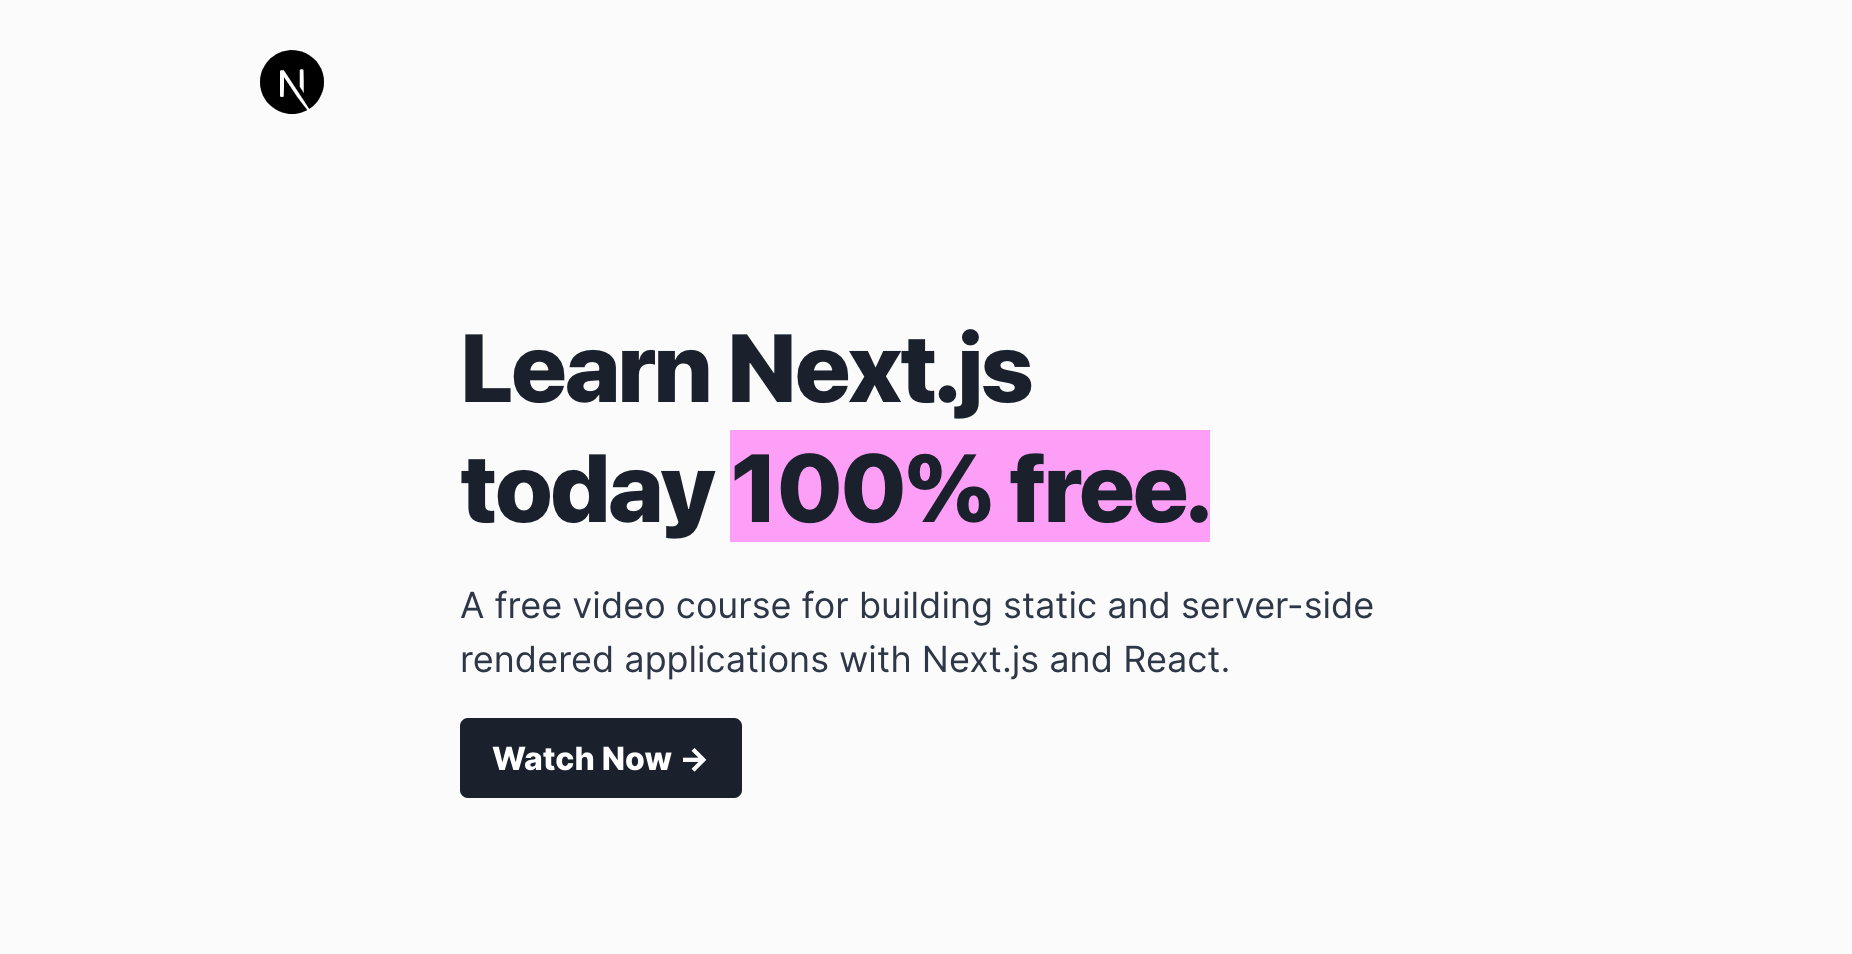 N
Learn Next.js
today 100% free.
A free video course for building static and server-side
rendered applications with Next.js and React.
Watch Now →